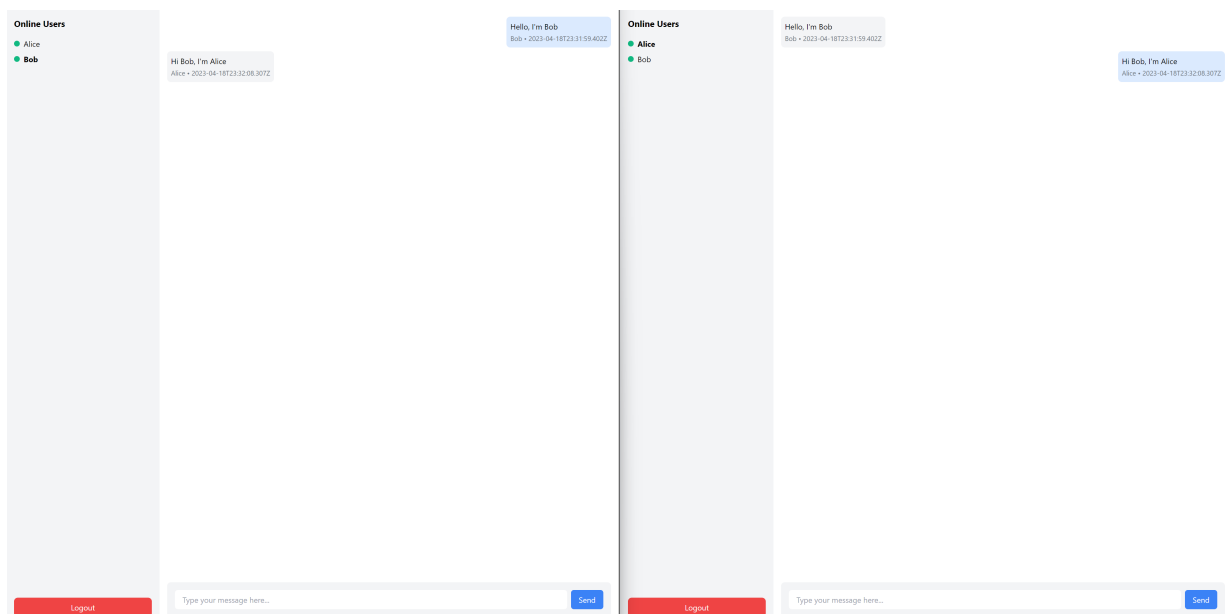 Online Users
Alice
Bob
Logout
Hello, I'm Bob
Bob • 2023-04-18T23:31:59.402Z
Hi Bob, I'm Alice
Alice • 2023-04-18T23:32:08.307Z
Type your message here...
Send
Online Users
Alice
Bob
Logout
Hello, I'm Bob
Bob • 2023-04-18T23:31:59.402Z
Hi Bob, I'm Alice
Alice • 2023-04-18T23:32:08.307Z
Type your message here...
Send